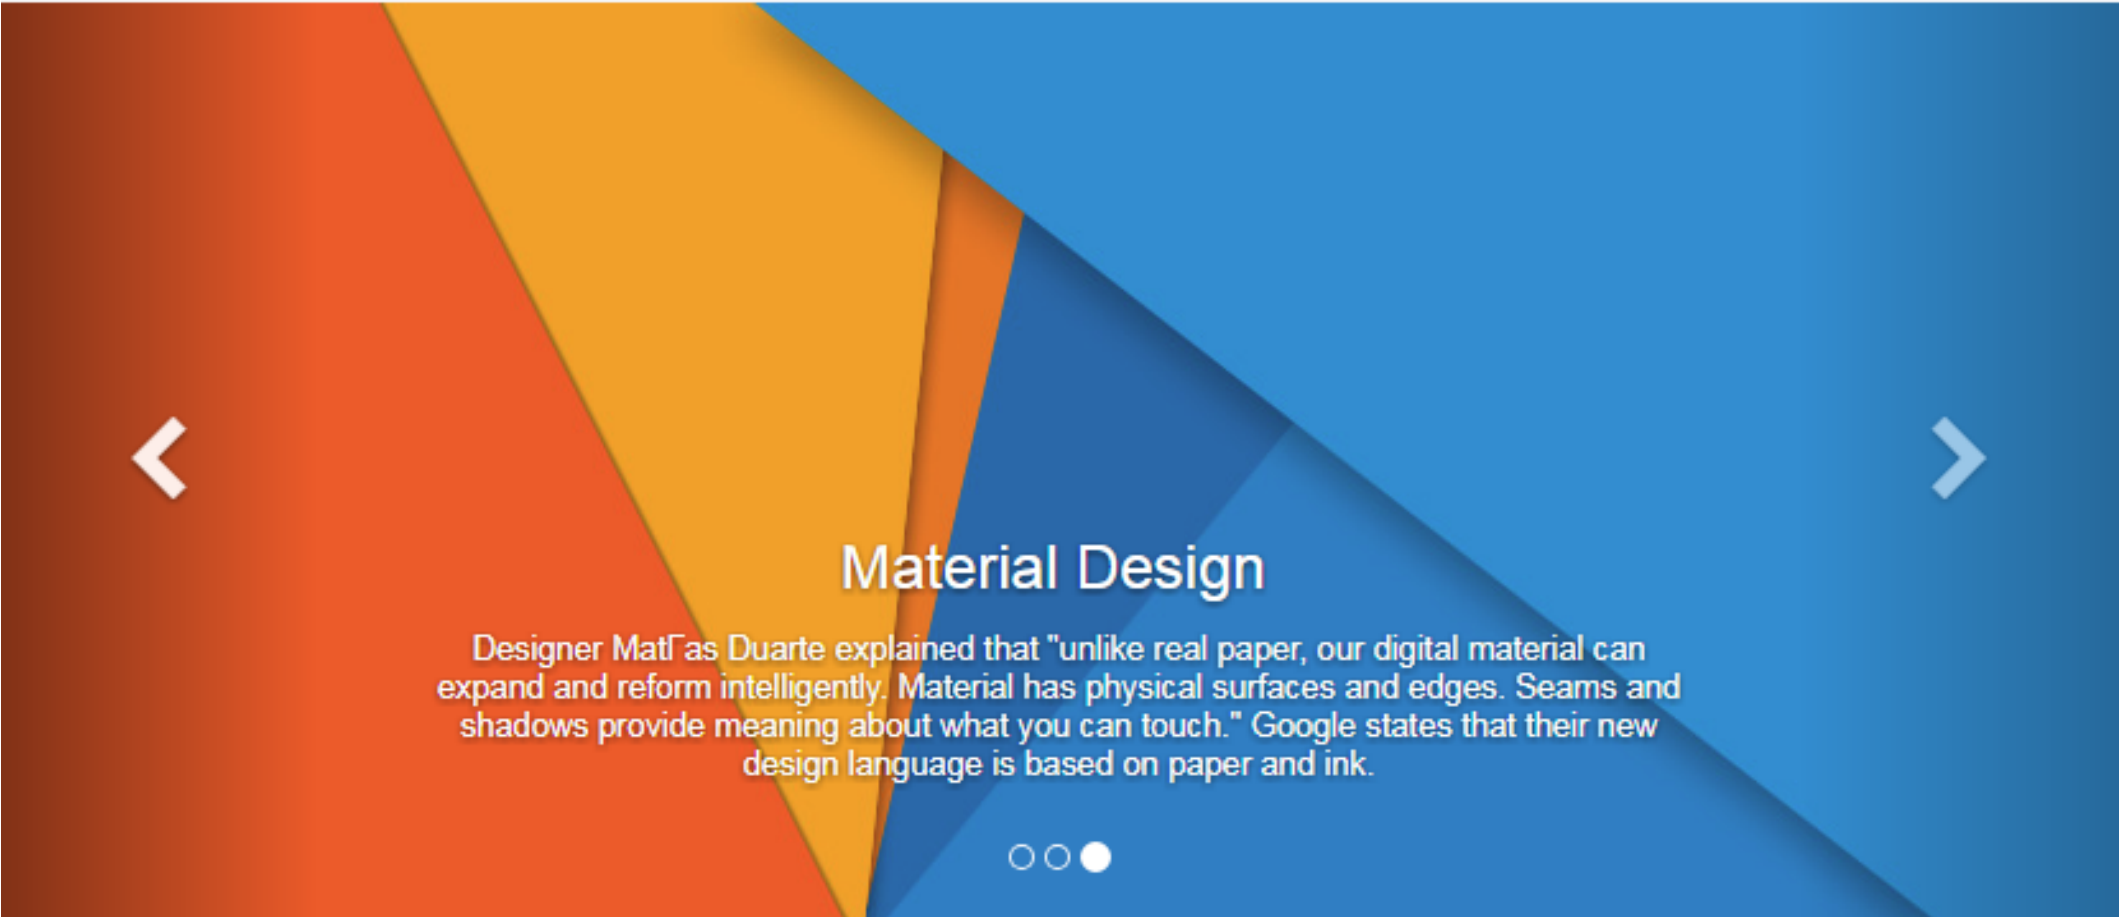 Material Design
Designer MatΓas Duarte explained that "unlike real paper, our digital material can
expand and reform intelligently. Material has physical surfaces and edges. Seams and
shadows provide meaning about what you can touch." Google states that their new
design language is based on paper and ink.